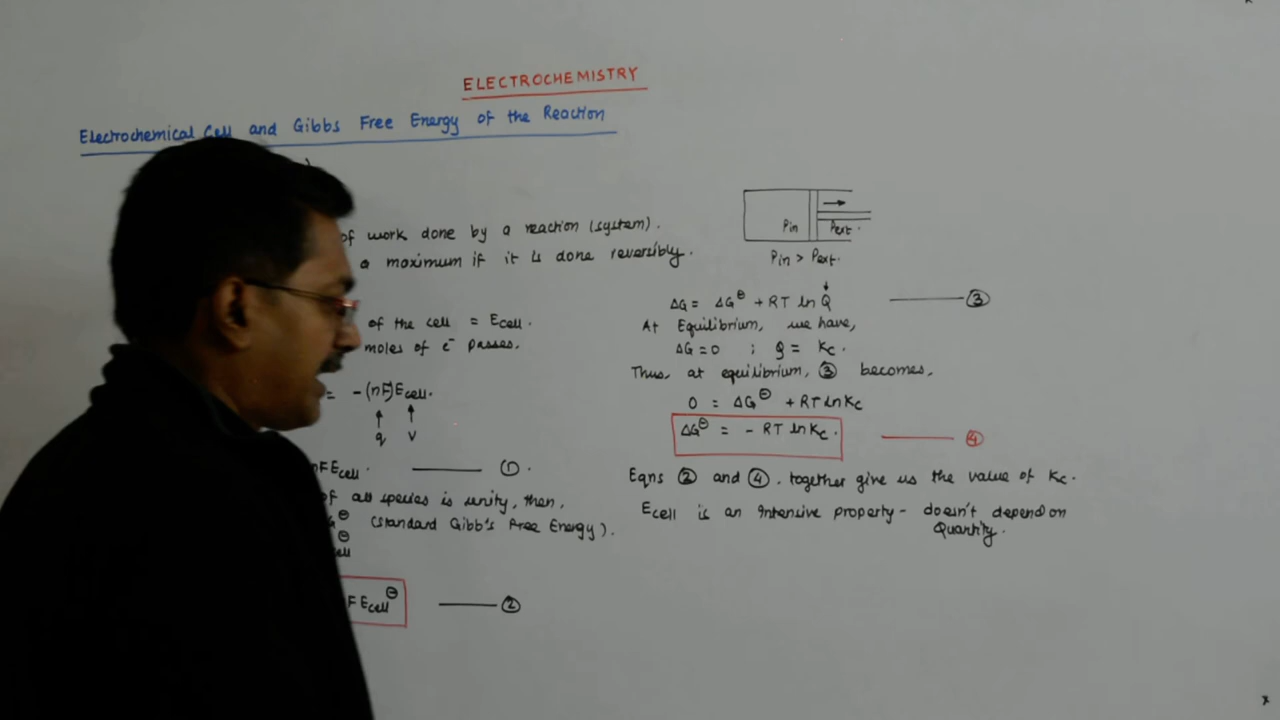 ELECTROCHEMISTRY
Electrochemical Cell and Gibbs Free Energy of the Reaction
of work done by a reaction (system).
a maximum if it is done reversibly.
of the cell = Ecell.
moles of e⁻ passes.
= -(nF)Ecell.
q V
nFEcell. ——— ①.
of all species is unity, then,
G⊖ (Standard Gibb's Free Energy).
⊖
cell
F Ecell⊖ ——— ②
Pin Pext.
Pin > Pext.
ΔG = ΔG⊖ + RT ln Q ——— ③
At Equilibrium, we have,
ΔG = 0 ; Q = Kc.
Thus, at equilibrium, ③ becomes,
0 = ΔG⊖ + RT ln Kc
ΔG⊖ = - RT ln Kc. ——— ④
Eqns ② and ④, together give us the value of Kc.
Ecell is an Intensive property - doesn't depend on
Quantity.